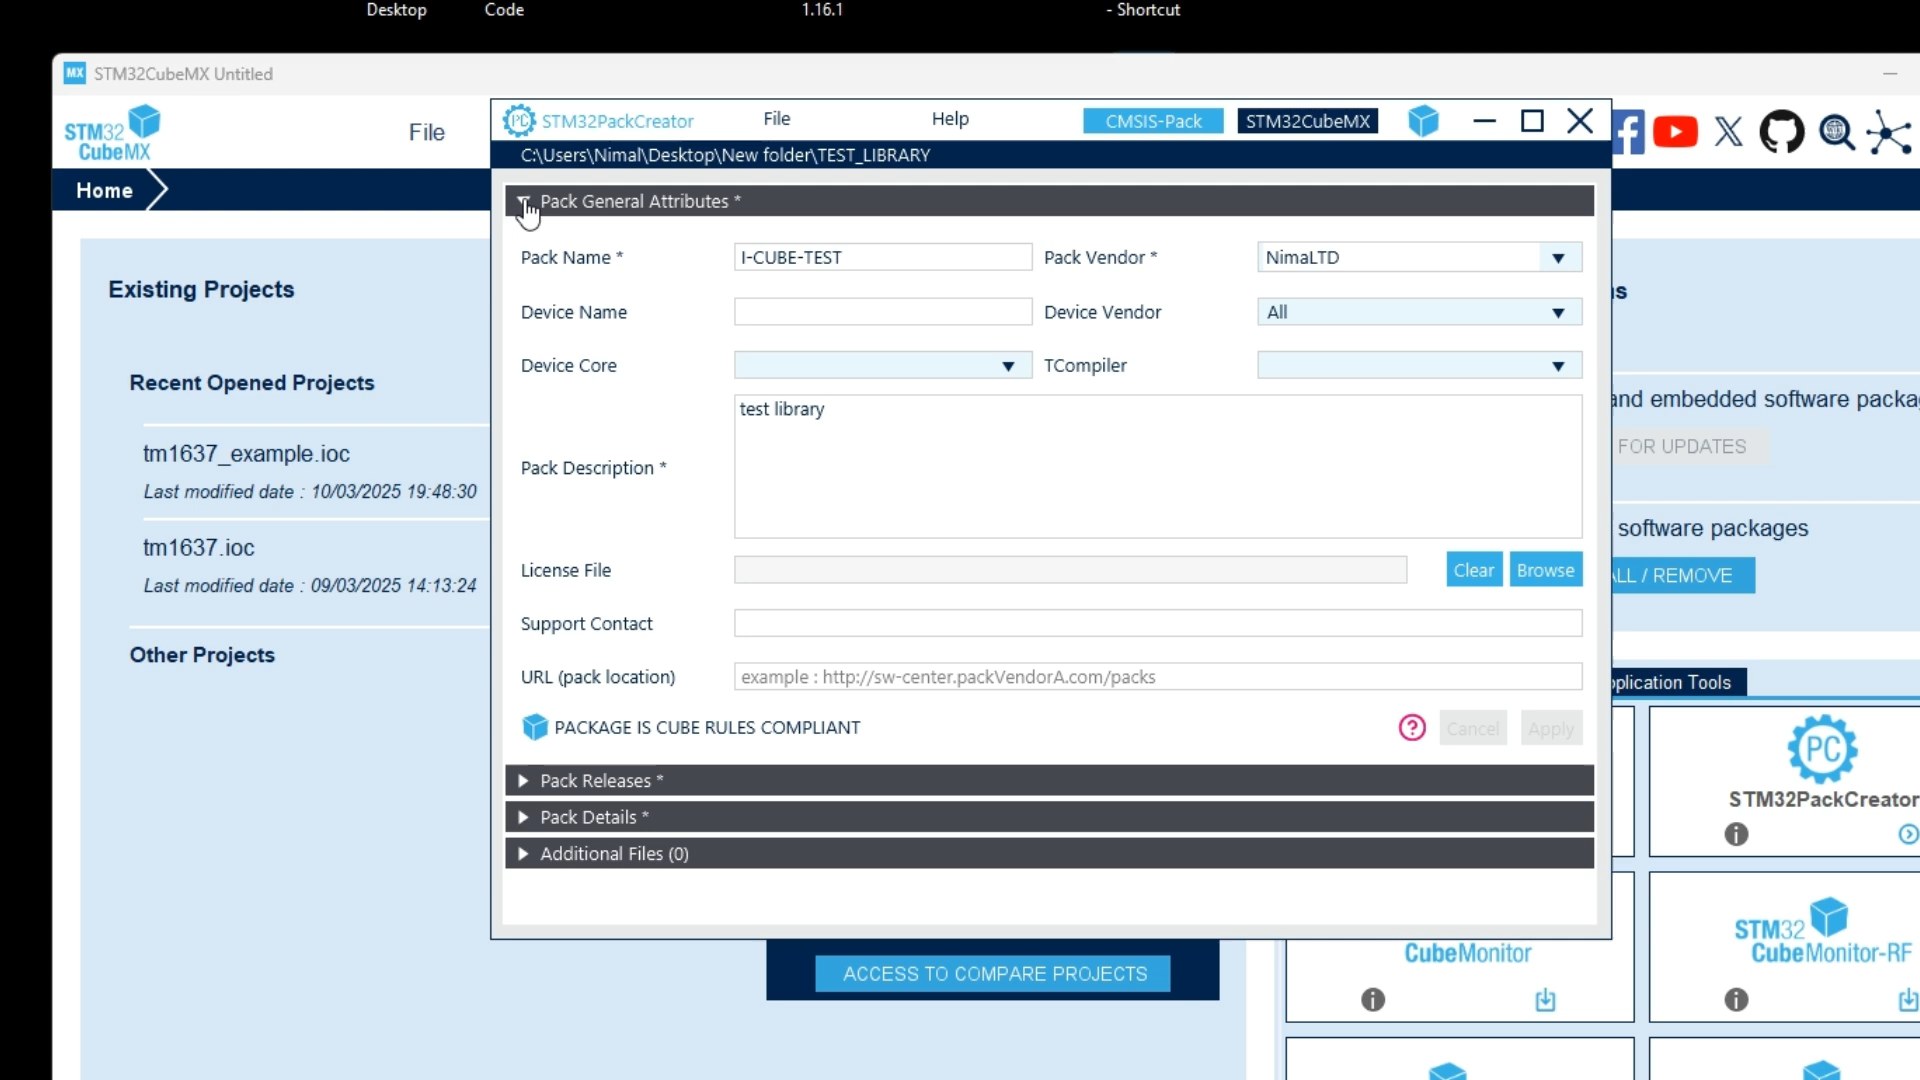 Desktop
Code
1.16.1
- Shortcut
MX STM32CubeMX Untitled
STM32
CubeMX
File
Home
PC STM32PackCreator
File
Help
CMSIS-Pack
STM32CubeMX
C:\Users\Nimal\Desktop\New folder\TEST_LIBRARY
Pack General Attributes *
Pack Name *
I-CUBE-TEST
Pack Vendor *
NimaLTD
Device Name
Device Vendor
All
Device Core
TCompiler
Pack Description *
test library
License File
Clear
Browse
Support Contact
URL (pack location)
example : http://sw-center.packVendorA.com/packs
PACKAGE IS CUBE RULES COMPLIANT
?
Cancel
Apply
Pack Releases *
Pack Details *
Additional Files (0)
Existing Projects
Recent Opened Projects
tm1637_example.ioc
Last modified date : 10/03/2025 19:48:30
tm1637.ioc
Last modified date : 09/03/2025 14:13:24
Other Projects
and embedded software packa
FOR UPDATES
software packages
ALL / REMOVE
pplication Tools
PC
STM32PackCreator
CubeMonitor
STM32
CubeMonitor-RF
ACCESS TO COMPARE PROJECTS